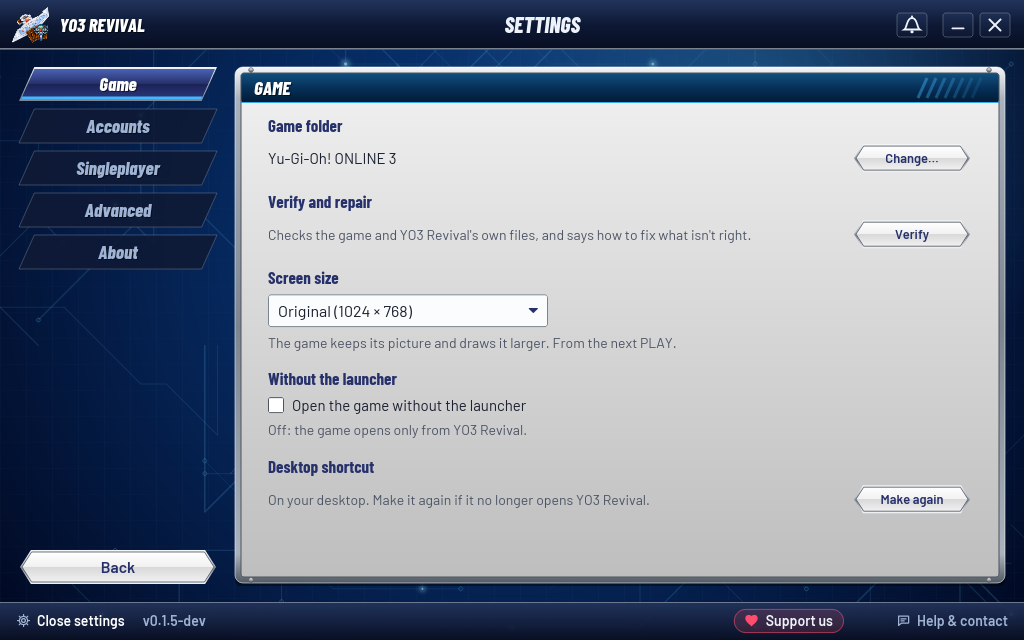 YO3 REVIVAL
SETTINGS
Game
Accounts
Singleplayer
Advanced
About
Back
GAME
Game folder
Yu-Gi-Oh! ONLINE 3
Change...
Verify and repair
Checks the game and YO3 Revival's own files, and says how to fix what isn't right.
Verify
Screen size
Original (1024 × 768)
The game keeps its picture and draws it larger. From the next PLAY.
Without the launcher
Open the game without the launcher
Off: the game opens only from YO3 Revival.
Desktop shortcut
On your desktop. Make it again if it no longer opens YO3 Revival.
Make again
Close settings
v0.1.5-dev
Support us
Help & contact